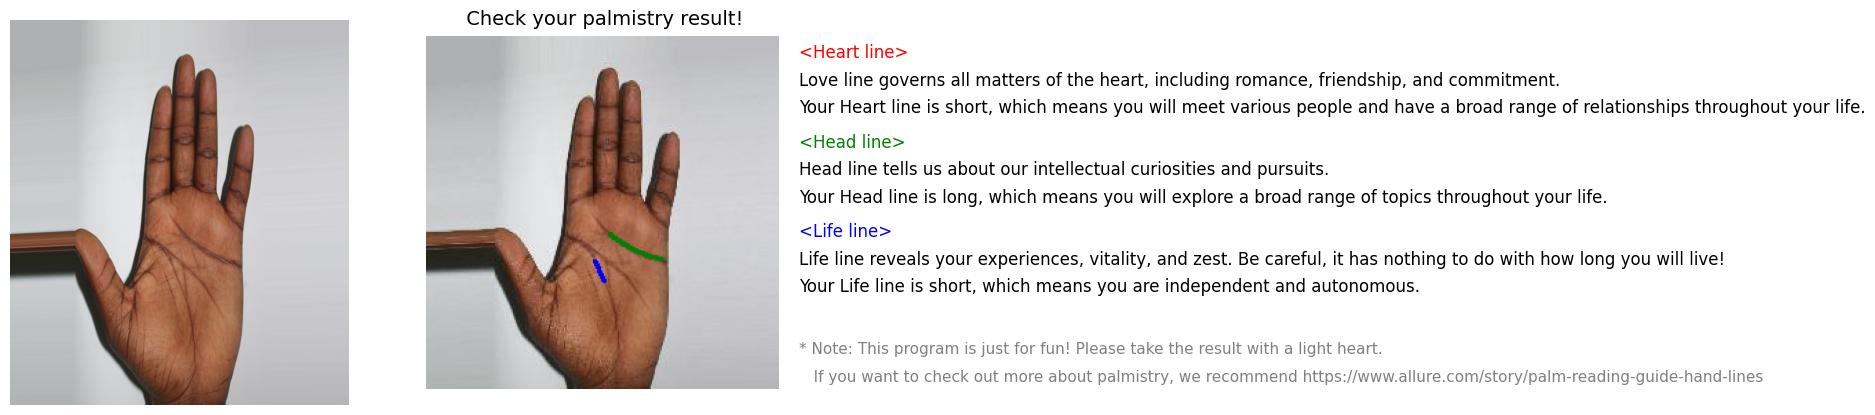 Check your palmistry result!
<Heart line>
Love line governs all matters of the heart, including romance, friendship, and commitment.
Your Heart line is short, which means you will meet various people and have a broad range of relationships throughout your life.
<Head line>
Head line tells us about our intellectual curiosities and pursuits.
Your Head line is long, which means you will explore a broad range of topics throughout your life.
<Life line>
Life line reveals your experiences, vitality, and zest. Be careful, it has nothing to do with how long you will live!
Your Life line is short, which means you are independent and autonomous.
* Note: This program is just for fun! Please take the result with a light heart.
If you want to check out more about palmistry, we recommend https://www.allure.com/story/palm-reading-guide-hand-lines